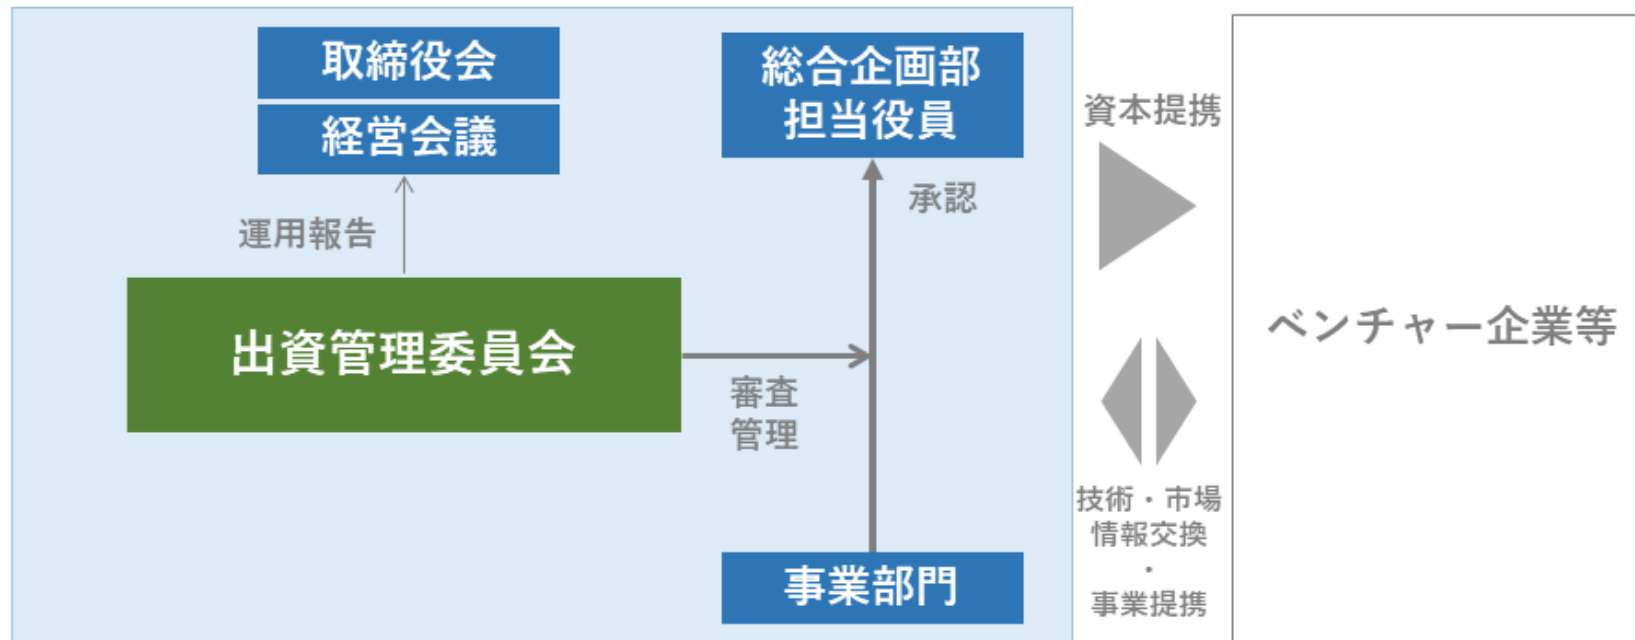 取締役会
経営会議
総合企画部
担当役員
資本提携
承認
運用報告
出資管理委員会
審査
管理
ベンチャー企業等
技術・市場
情報交換
・
事業提携
事業部門